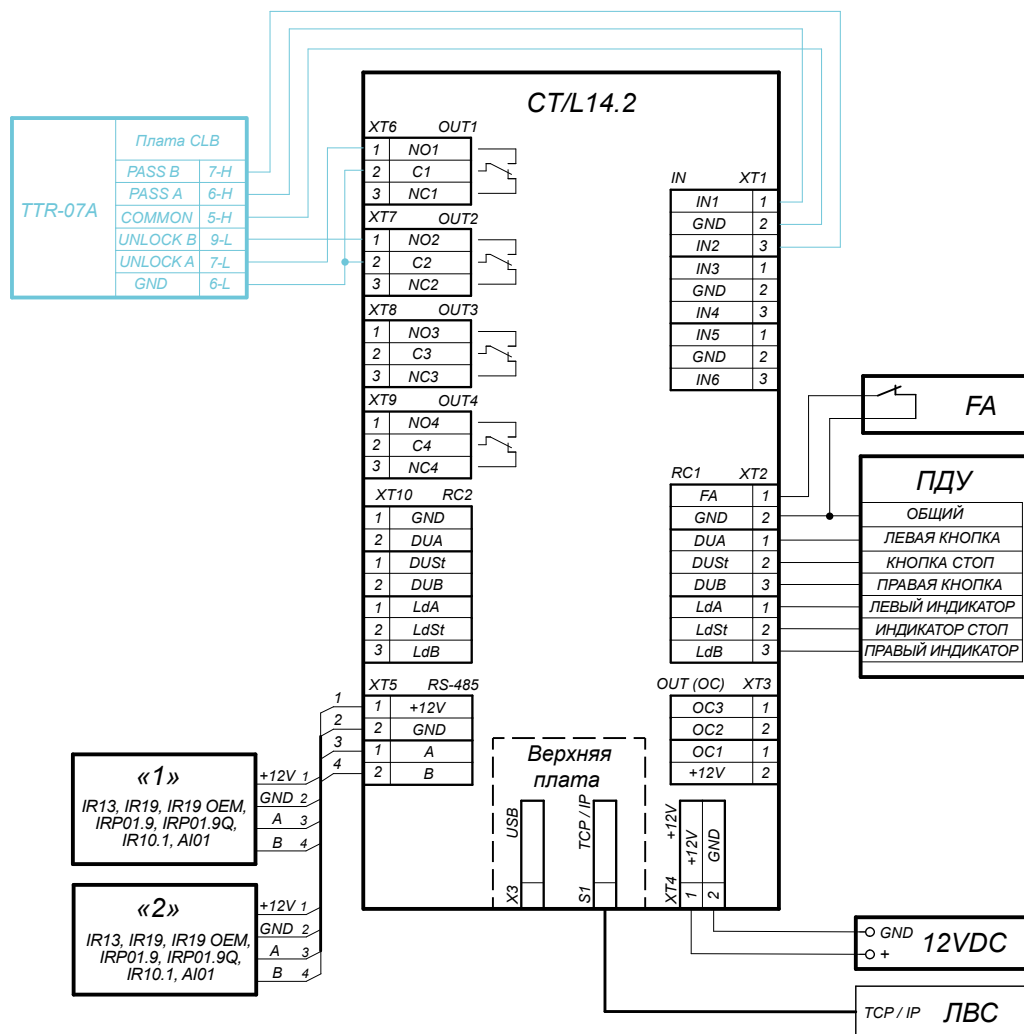 CT/L14.2
TTR-07A
Плата CLB
PASS B 7-H
PASS A 6-H
COMMON 5-H
UNLOCK B 9-L
UNLOCK A 7-L
GND 6-L
XT6 OUT1
1 NO1
2 C1
3 NC1
XT7 OUT2
1 NO2
2 C2
3 NC2
XT8 OUT3
1 NO3
2 C3
3 NC3
XT9 OUT4
1 NO4
2 C4
3 NC4
XT10 RC2
1 GND
2 DUA
1 DUSt
2 DUB
1 LdA
2 LdSt
3 LdB
XT5 RS-485
1 1 +12V
2 2 GND
3 1 A
4 2 B
IN XT1
IN1 1
GND 2
IN2 3
IN3 1
GND 2
IN4 3
IN5 1
GND 2
IN6 3
RC1 XT2
FA 1
GND 2
DUA 1
DUSt 2
DUB 3
LdA 1
LdSt 2
LdB 3
OUT (OC) XT3
OC3 1
OC2 2
OC1 1
+12V 2
FA
ПДУ
ОБЩИЙ
ЛЕВАЯ КНОПКА
КНОПКА СТОП
ПРАВАЯ КНОПКА
ЛЕВЫЙ ИНДИКАТОР
ИНДИКАТОР СТОП
ПРАВЫЙ ИНДИКАТОР
Верхняя
плата
X3 USB
S1 TCP / IP
XT4 +12V
1 +12V
2 GND
«1»
IR13, IR19, IR19 OEM,
IRP01.9, IRP01.9Q,
IR10.1, AI01
+12V 1
GND 2
A 3
B 4
«2»
IR13, IR19, IR19 OEM,
IRP01.9, IRP01.9Q,
IR10.1, AI01
+12V 1
GND 2
A 3
B 4
GND
+
12VDC
TCP / IP ЛВС